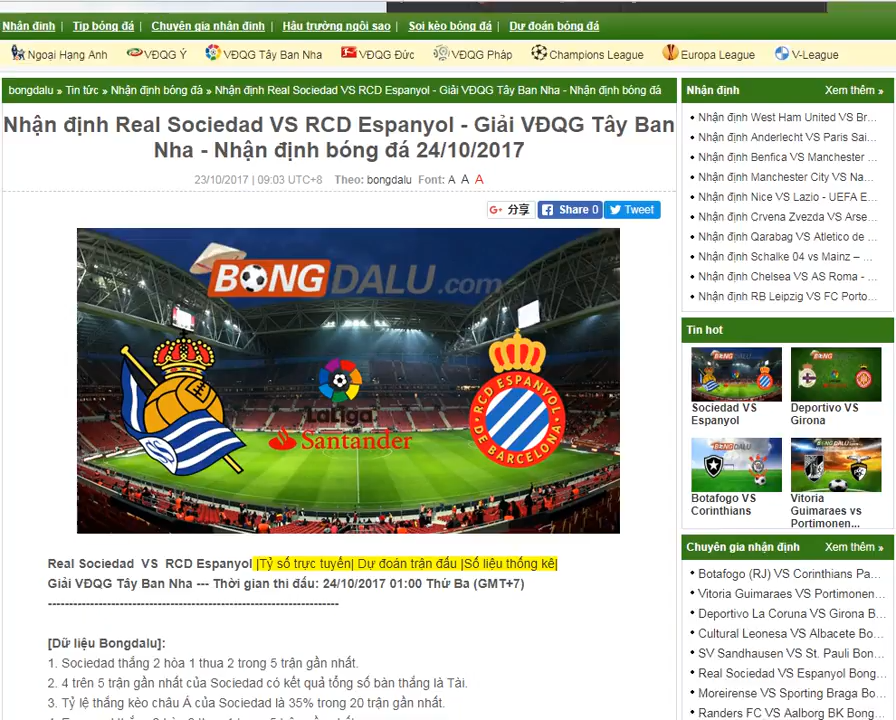 Nhận định | Tip bóng đá | Chuyên gia nhân định | Hầu trường ngôi sao | Soi kèo bóng đá | Dự đoán bóng đá
Ngoại Hạng Anh VĐQG Ý VĐQG Tây Ban Nha VĐQG Đức VĐQG Pháp Champions League Europa League V-League
bongdalu » Tin tức » Nhận định bóng đá » Nhận định Real Sociedad VS RCD Espanyol - Giải VĐQG Tây Ban Nha - Nhận định bóng đá
Nhận định Real Sociedad VS RCD Espanyol - Giải VĐQG Tây Ban
Nha - Nhận định bóng đá 24/10/2017
23/10/2017 | 09:03 UTC+8 Theo: bongdalu Font: A A A
G+ 分享 Share 0 Tweet
BONGDALU.com
LaLiga
Santander
RCD ESPANYOL
DE BARCELONA
Real Sociedad VS RCD Espanyol |Tỷ số trực tuyến| Dự đoán trận đấu |Số liệu thống kê|
Giải VĐQG Tây Ban Nha --- Thời gian thi đấu: 24/10/2017 01:00 Thứ Ba (GMT+7)
----------------------------------------------------------------------
[Dữ liệu Bongdalu]:
1. Sociedad thắng 2 hòa 1 thua 2 trong 5 trận gần nhất.
2. 4 trên 5 trận gần nhất của Sociedad có kết quả tổng số bàn thắng là Tài.
3. Tỷ lệ thắng kèo châu Á của Sociedad là 35% trong 20 trận gần nhất.
Nhận định Xem thêm »
Nhận định West Ham United VS Br...
Nhận định Anderlecht VS Paris Sai...
Nhận định Benfica VS Manchester ...
Nhận định Manchester City VS Na...
Nhận định Nice VS Lazio - UEFA E...
Nhận định Crvena Zvezda VS Arse...
Nhận định Qarabag VS Atletico de ...
Nhận định Schalke 04 vs Mainz – ...
Nhận định Chelsea VS AS Roma - ...
Nhận định RB Leipzig VS FC Porto...
Tin hot
Sociedad VS
Espanyol
Deportivo VS
Girona
Botafogo VS
Corinthians
Vitoria
Guimaraes vs
Portimonen...
Chuyên gia nhận định Xem thêm »
Botafogo (RJ) VS Corinthians Pa...
Vitoria Guimaraes VS Portimonen...
Deportivo La Coruna VS Girona B...
Cultural Leonesa VS Albacete Bo...
SV Sandhausen VS St. Pauli Bon...
Real Sociedad VS Espanyol Bong...
Moreirense VS Sporting Braga Bo...
Randers FC VS Aalborg BK Bong...